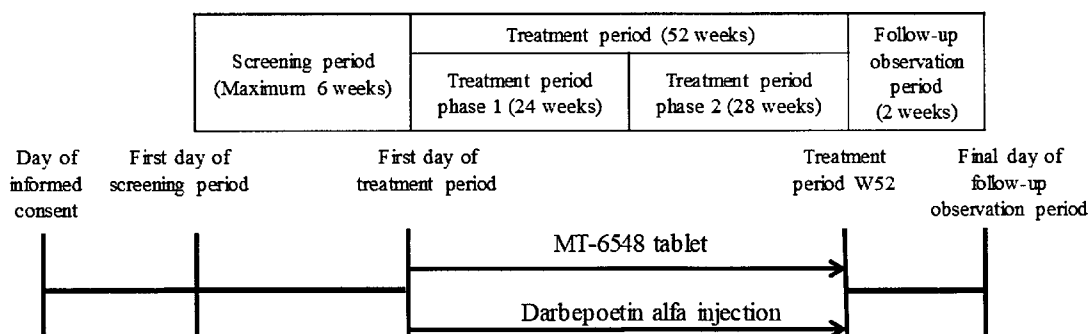 Screening period
(Maximum 6 weeks)
Treatment period (52 weeks)
Treatment period
phase 1 (24 weeks)
Treatment period
phase 2 (28 weeks)
Follow-up
observation
period
(2 weeks)
Day of
informed
consent
First day of
screening period
First day of
treatment period
Treatment
period W52
Final day of
follow-up
observation period
MT-6548 tablet
Darbepoetin alfa injection